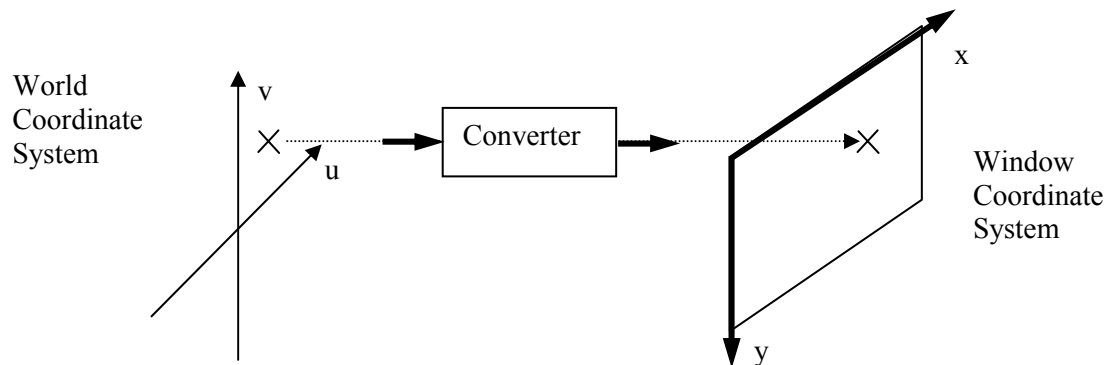 World
Coordinate
System
v
u
Converter
x
y
Window
Coordinate
System